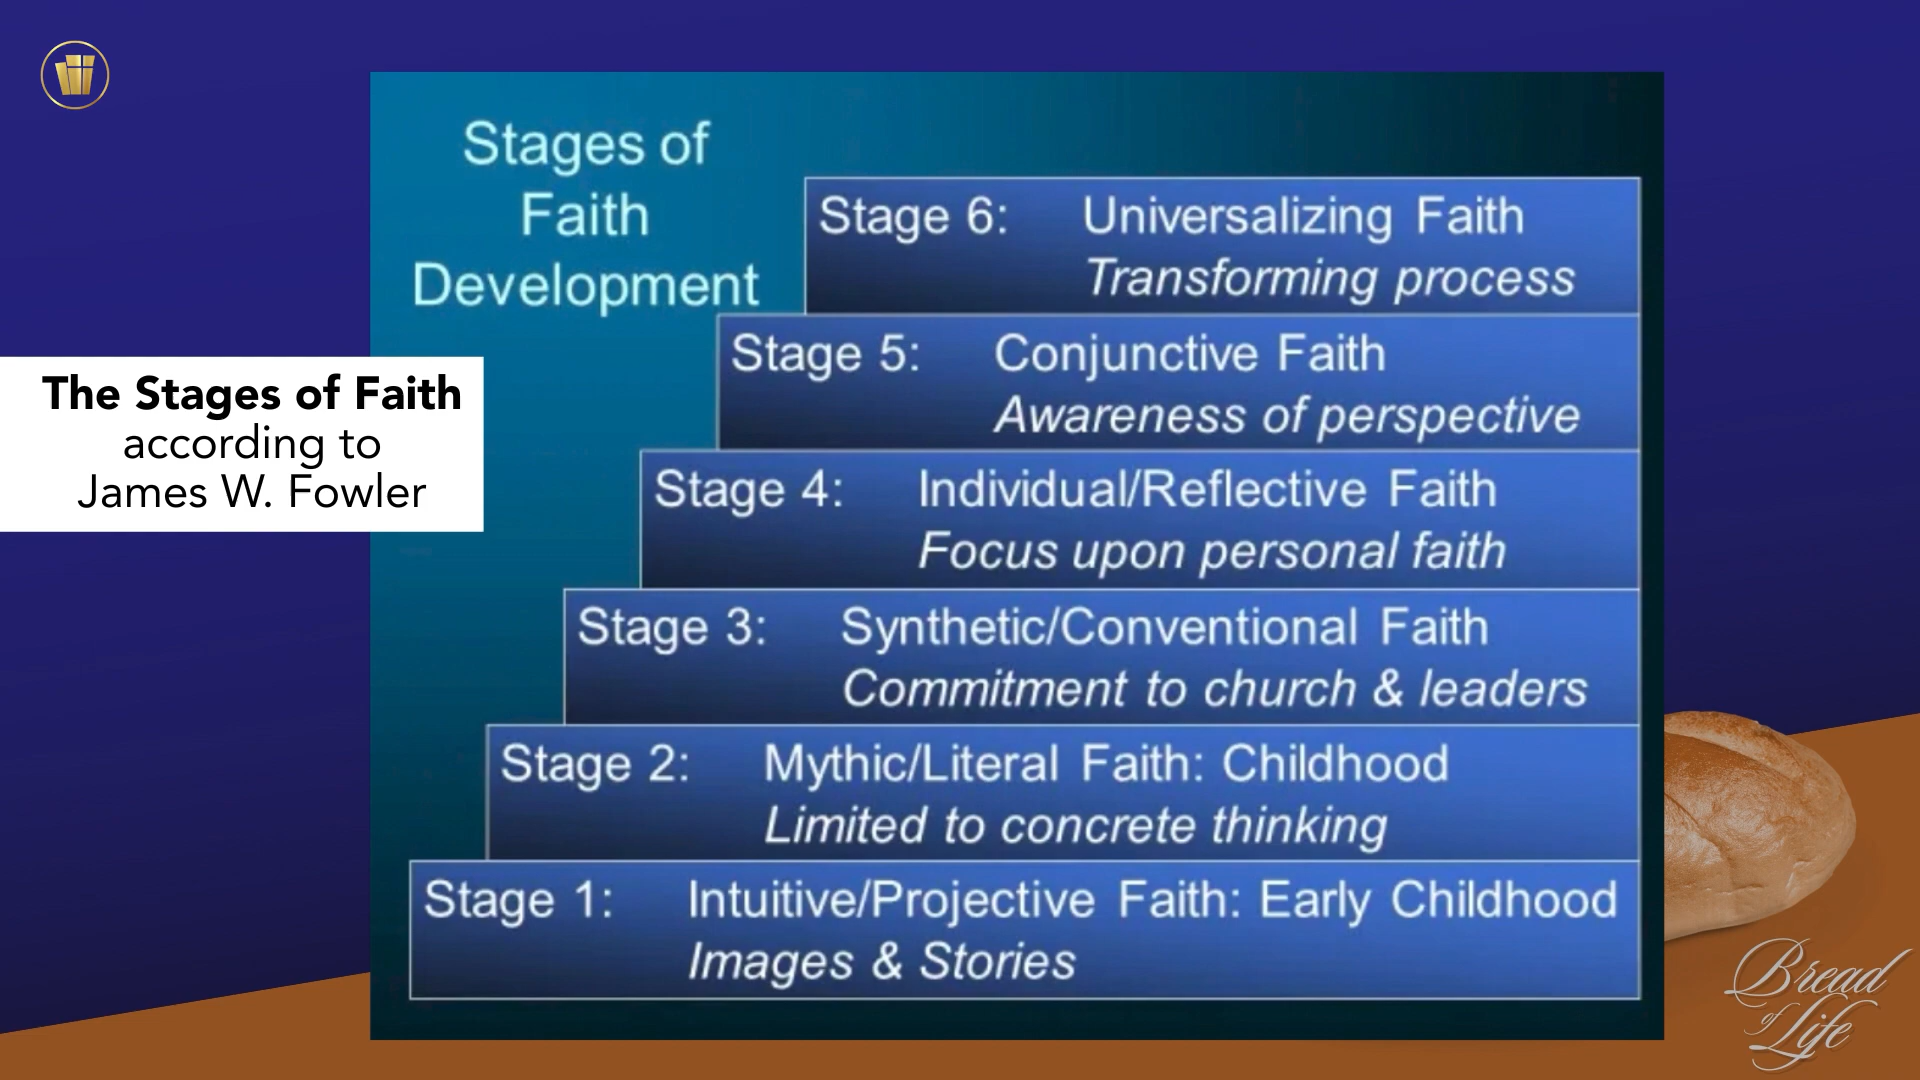 Stages of
Faith
Development
The Stages of Faith
according to
James W. Fowler
Stage 6: Universalizing Faith
Transforming process
Stage 5: Conjunctive Faith
Awareness of perspective
Stage 4: Individual/Reflective Faith
Focus upon personal faith
Stage 3: Synthetic/Conventional Faith
Commitment to church & leaders
Stage 2: Mythic/Literal Faith: Childhood
Limited to concrete thinking
Stage 1: Intuitive/Projective Faith: Early Childhood
Images & Stories
Bread
of
Life